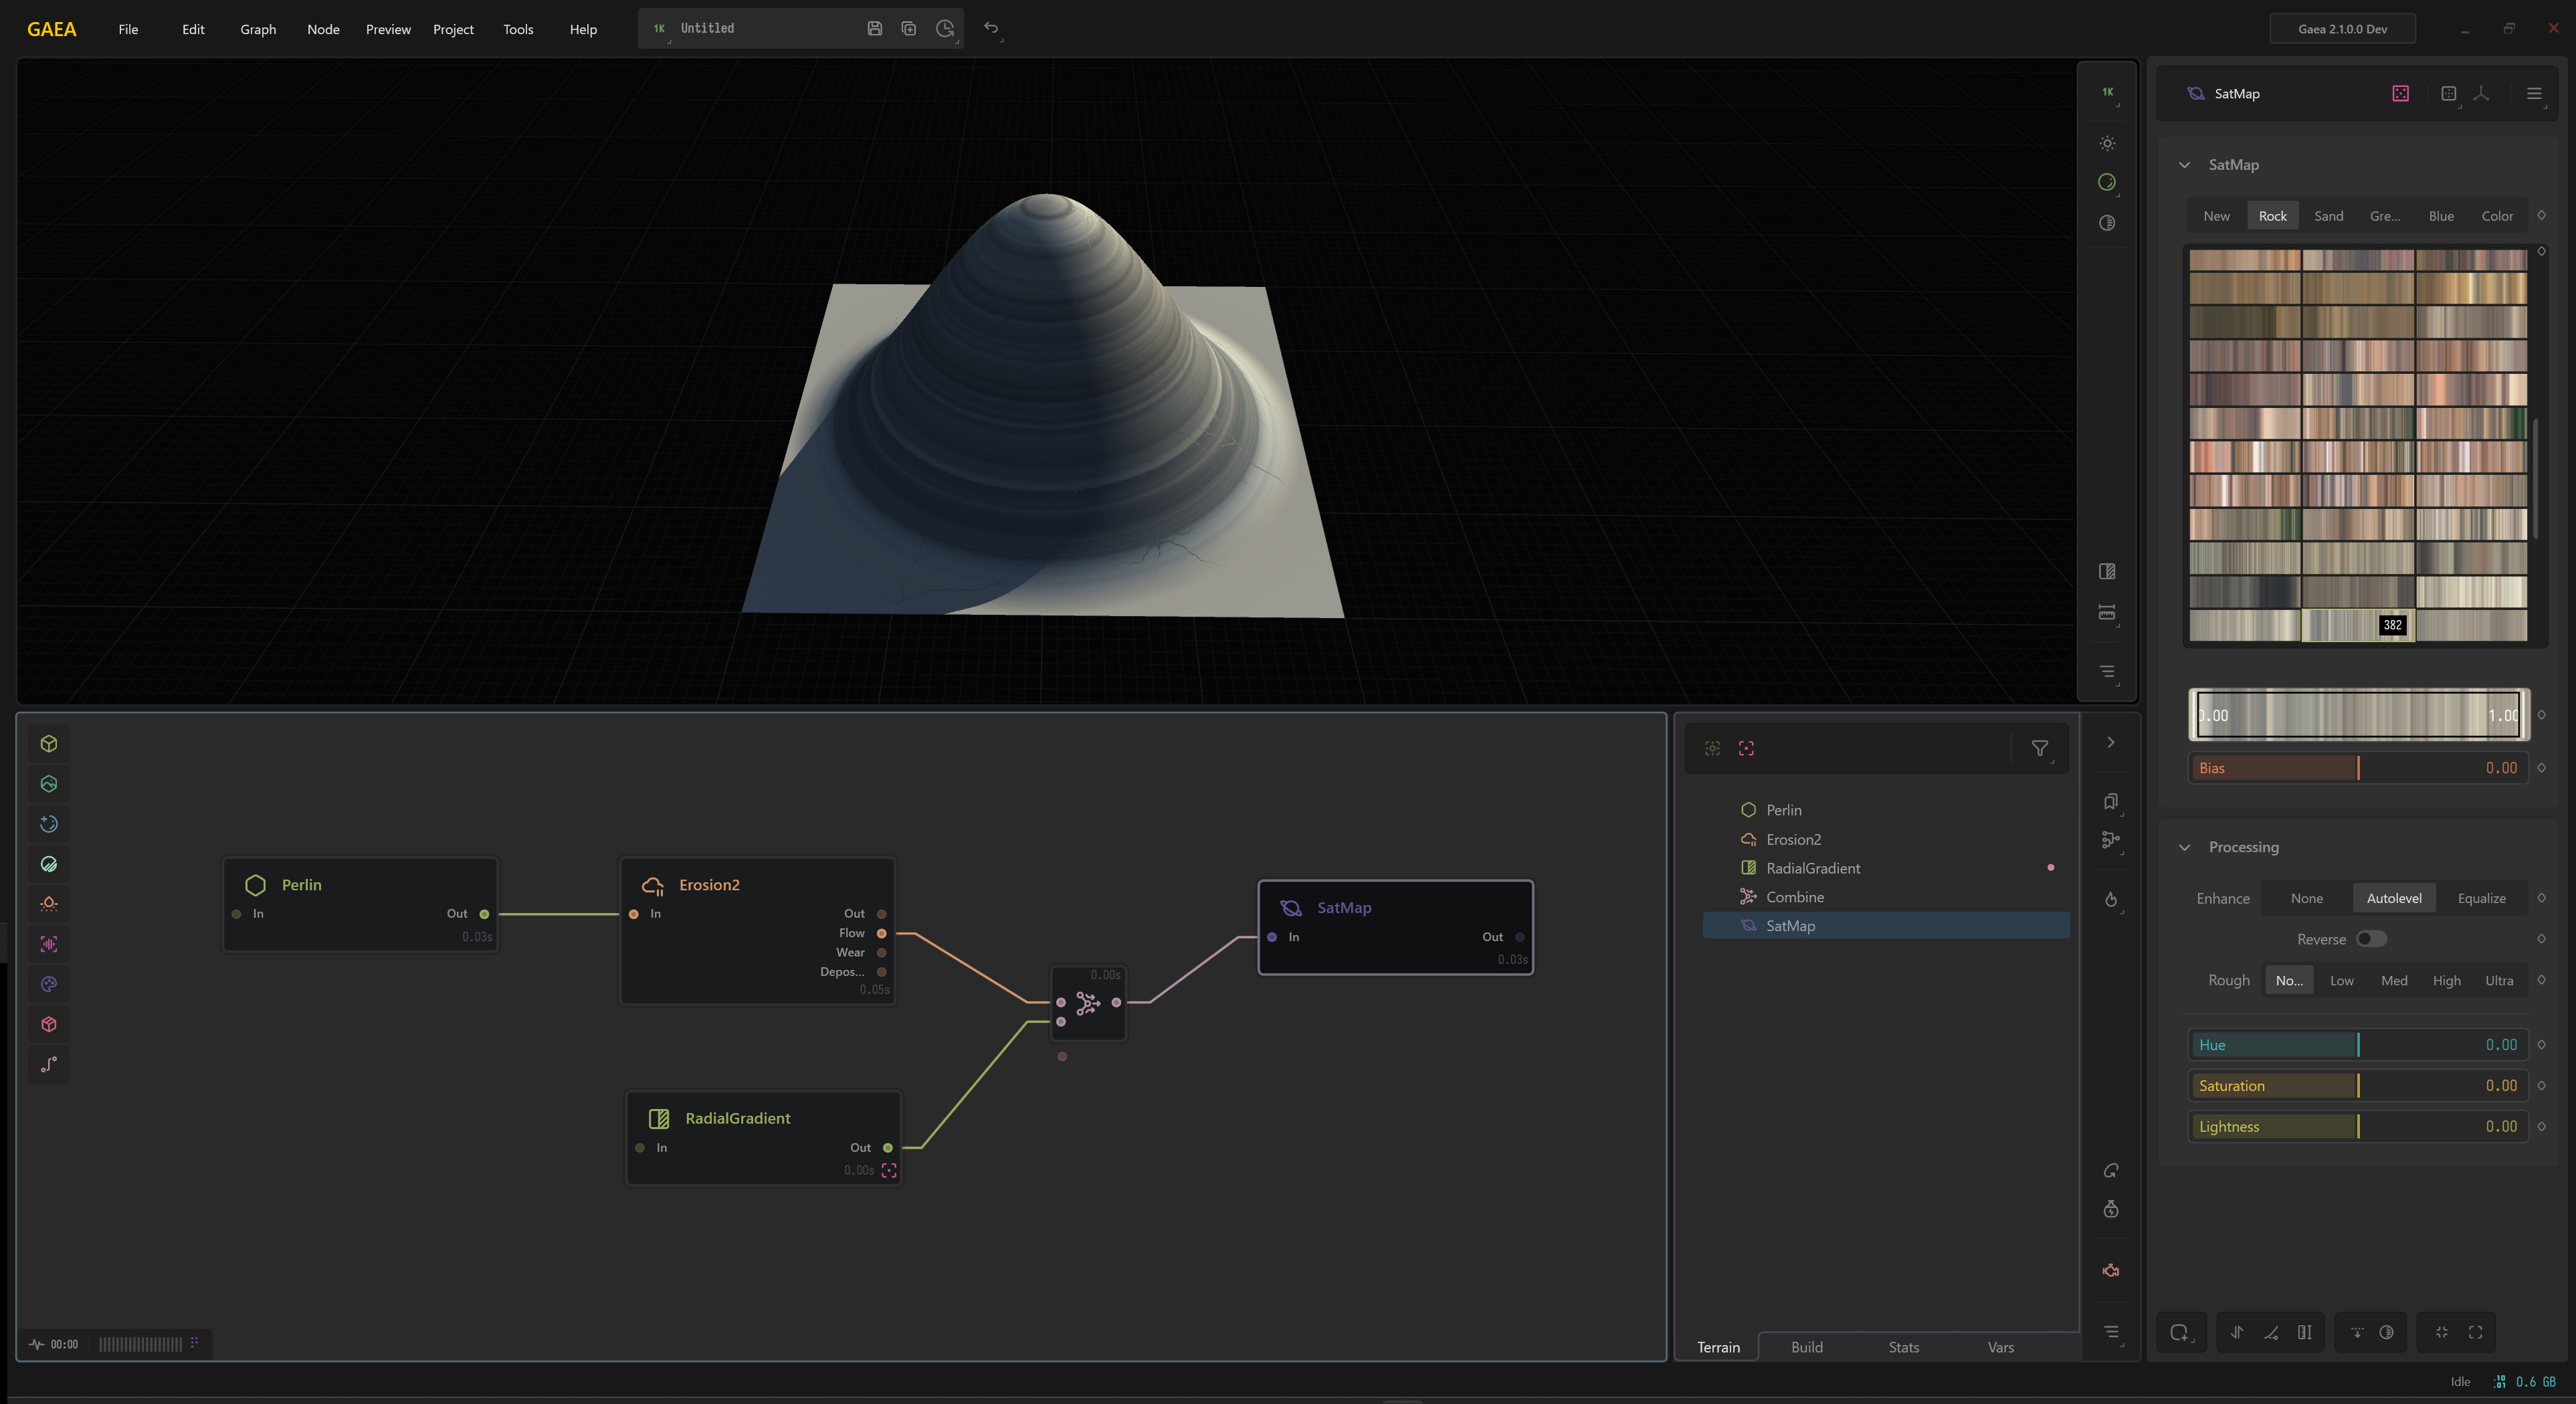 GAEA File Edit Graph Node Preview Project Tools Help 1K Untitled Gaea 2.1.0.0 Dev
1K
SatMap
SatMap
New Rock Sand Gre... Blue Color
382
0.00 1.00
Bias 0.00
Processing
Enhance None Autolevel Equalize
Reverse
Rough No... Low Med High Ultra
Hue 0.00
Saturation 0.00
Lightness 0.00
Perlin
In Out
0.03s
Erosion2
In Out
Flow
Wear
Depos...
0.05s
0.00s
SatMap
In Out
0.03s
RadialGradient
In Out
0.00s
00:00
Perlin
Erosion2
RadialGradient
Combine
SatMap
Terrain Build Stats Vars
Idle 0.6 GB